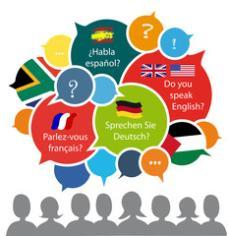 ?
!
¿Habla
español?
Do you
speak
English?
?
Parlez-vous
français?
Sprechen Sie
Deutsch?
...
...